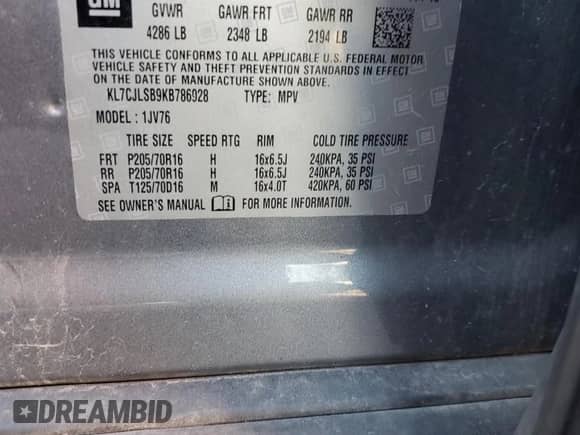 GM
GVWR GAWR FRT GAWR RR
4286 LB 2348 LB 2194 LB
THIS VEHICLE CONFORMS TO ALL APPLICABLE U.S. FEDERAL MOTOR
VEHICLE SAFETY AND THEFT PREVENTION STANDARDS IN EFFECT
ON THE DATE OF MANUFACTURE SHOWN ABOVE.
KL7CJLSB9KB786928 TYPE: MPV
MODEL : 1JV76
TIRE SIZE SPEED RTG RIM COLD TIRE PRESSURE
FRT P205/70R16 H 16x6.5J 240KPA, 35 PSI
RR P205/70R16 H 16x6.5J 240KPA, 35 PSI
SPA T125/70D16 M 16x4.0T 420KPA, 60 PSI
SEE OWNER'S MANUAL FOR MORE INFORMATION.
DREAMBID